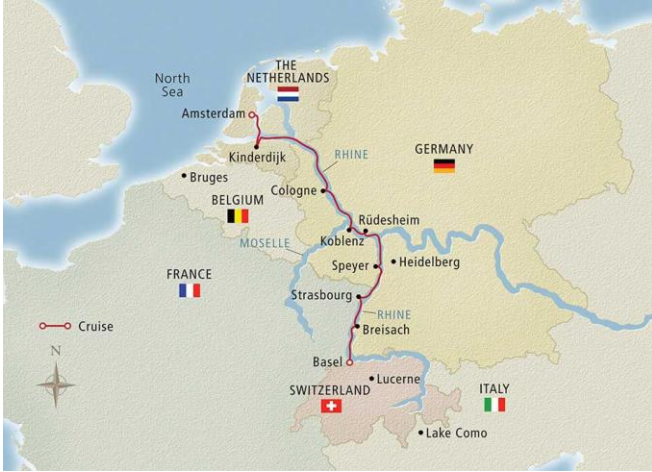 North
Sea
THE
NETHERLANDS
Amsterdam
Kinderdijk
RHINE
GERMANY
Bruges
Cologne
BELGIUM
Rüdesheim
MOSELLE
Koblenz
Heidelberg
Speyer
FRANCE
Strasbourg
RHINE
Cruise
Breisach
N
Basel
Lucerne
SWITZERLAND
ITALY
Lake Como